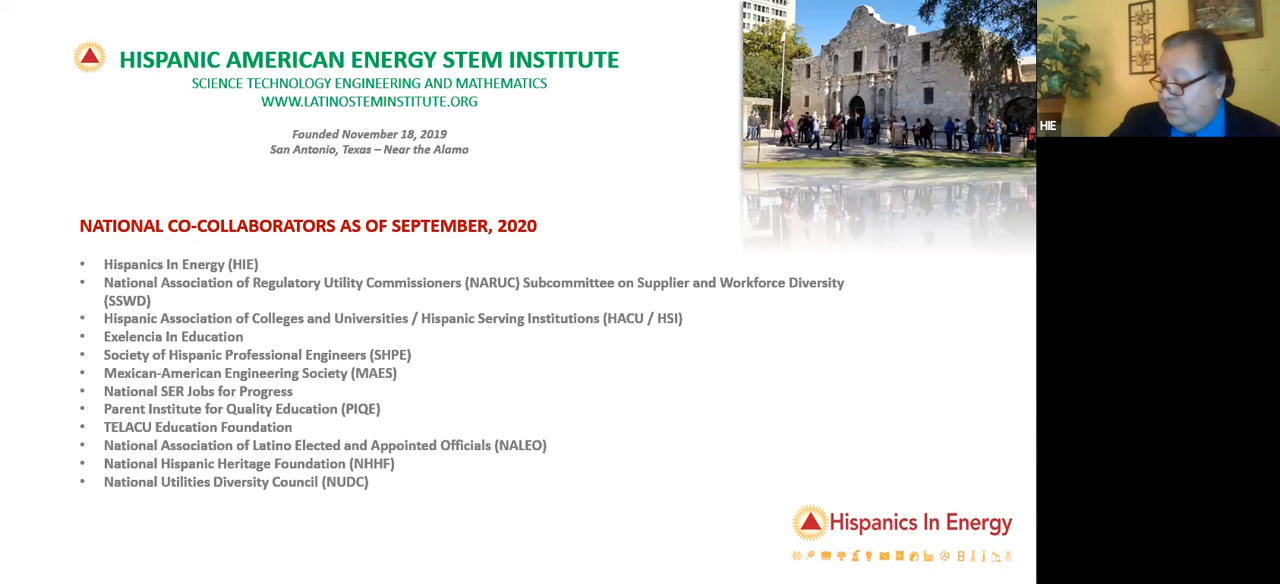 HISPANIC AMERICAN ENERGY STEM INSTITUTE
SCIENCE TECHNOLOGY ENGINEERING AND MATHEMATICS
WWW.LATINOSTEMINSTITUTE.ORG
Founded November 18, 2019
San Antonio, Texas – Near the Alamo
HIE
NATIONAL CO-COLLABORATORS AS OF SEPTEMBER, 2020
• Hispanics In Energy (HIE)
• National Association of Regulatory Utility Commissioners (NARUC) Subcommittee on Supplier and Workforce Diversity
(SSWD)
• Hispanic Association of Colleges and Universities / Hispanic Serving Institutions (HACU / HSI)
• Exelencia In Education
• Society of Hispanic Professional Engineers (SHPE)
• Mexican-American Engineering Society (MAES)
• National SER Jobs for Progress
• Parent Institute for Quality Education (PIQE)
• TELACU Education Foundation
• National Association of Latino Elected and Appointed Officials (NALEO)
• National Hispanic Heritage Foundation (NHHF)
• National Utilities Diversity Council (NUDC)
Hispanics In Energy